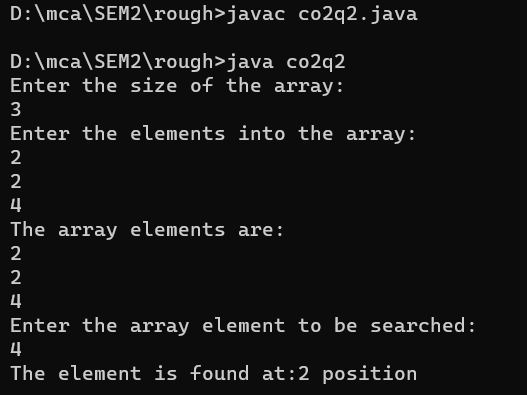 D:\mca\SEM2\rough>javac co2q2.java
D:\mca\SEM2\rough>java co2q2
Enter the size of the array:
3
Enter the elements into the array:
2
2
4
The array elements are:
2
2
4
Enter the array element to be searched:
4
The element is found at:2 position